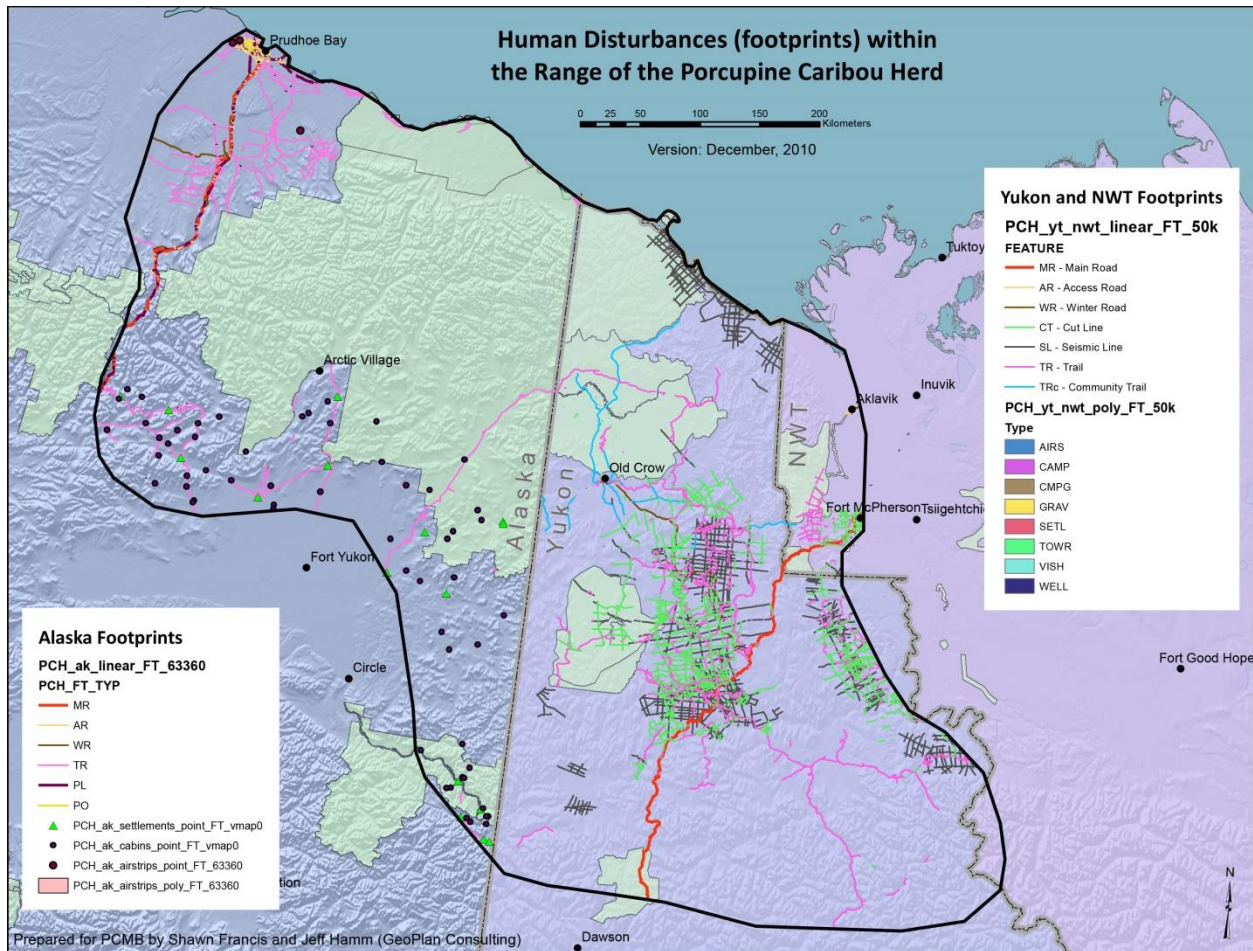 Human Disturbances (footprints) within
the Range of the Porcupine Caribou Herd
0 25 50 100 150 200
Kilometers
Version: December, 2010
Prudhoe Bay
Yukon and NWT Footprints
PCH_yt_nwt_linear_FT_50k
FEATURE
MR - Main Road
AR - Access Road
WR - Winter Road
CT - Cut Line
SL - Seismic Line
TR - Trail
TRc - Community Trail
PCH_yt_nwt_poly_FT_50k
Type
AIRS
CAMP
CMPG
GRAV
SETL
TOWR
VISH
WELL
Tuktoy
Arctic Village
Inuvik
Aklavik
NWT
Old Crow
Alaska
Yukon
Fort McPherson
Tsiigehtchi
Fort Yukon
Circle
Fort Good Hope
Alaska Footprints
PCH_ak_linear_FT_63360
PCH_FT_TYP
MR
AR
WR
TR
PL
PO
PCH_ak_settlements_point_FT_vmap0
PCH_ak_cabins_point_FT_vmap0
PCH_ak_airstrips_point_FT_63360
PCH_ak_airstrips_poly_FT_63360
tion
N
Prepared for PCMB by Shawn Francis and Jeff Hamm (GeoPlan Consulting)
Dawson